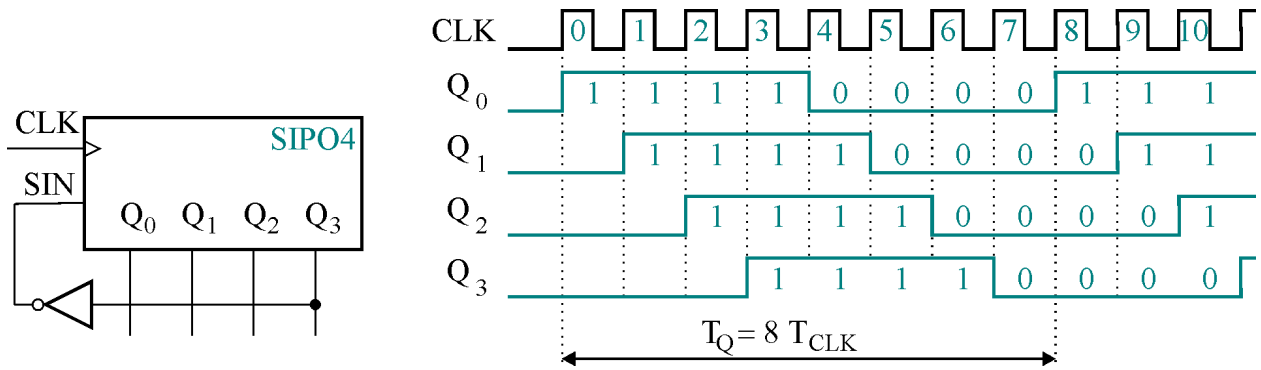 CLK
SIPO4
SIN
Q0 Q1 Q2 Q3
CLK 0 1 2 3 4 5 6 7 8 9 10
Q0 1 1 1 1 0 0 0 0 1 1 1
Q1 1 1 1 1 0 0 0 0 1 1
Q2 1 1 1 1 0 0 0 0 1
Q3 1 1 1 1 0 0 0 0
TQ = 8 TCLK